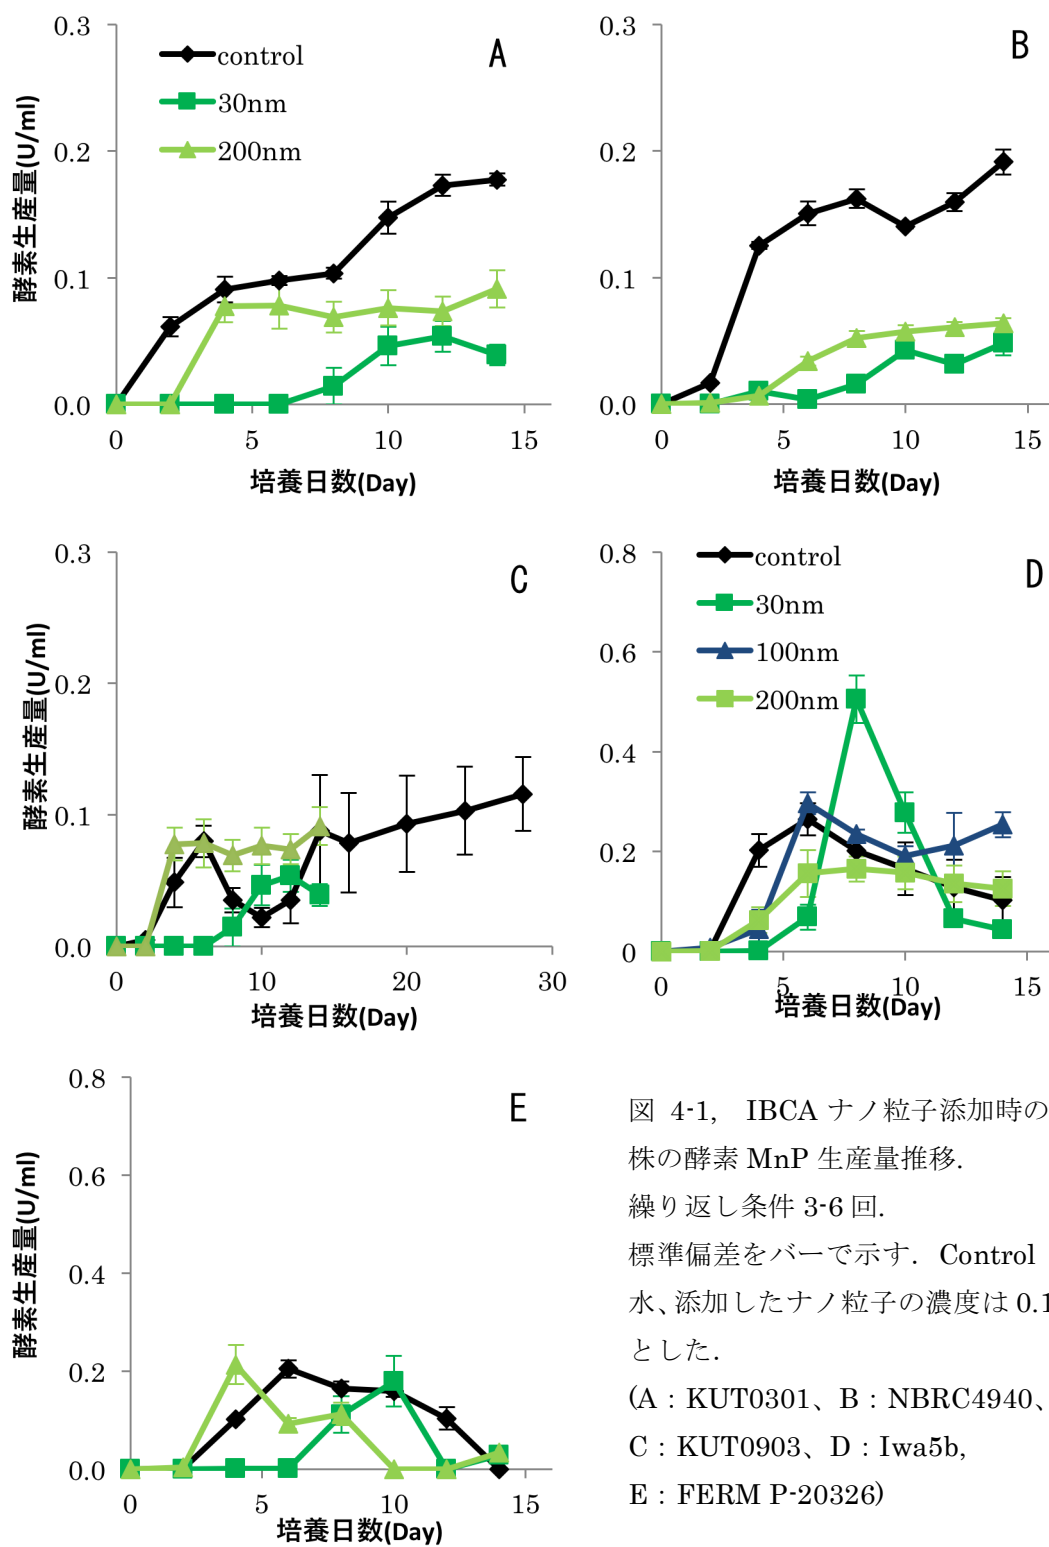 0.3
0.2
0.1
0.0
酵素生産量(U/ml)
control
30nm
200nm
A
0
5
10
15
培養日数(Day)
0.3
0.2
0.1
0.0
B
0
5
10
15
培養日数(Day)
0.3
0.2
0.1
0.0
酵素生産量(U/ml)
C
0
10
20
30
培養日数(Day)
0.8
0.6
0.4
0.2
0
control
30nm
100nm
200nm
D
0
5
10
15
培養日数(Day)
0.8
0.6
0.4
0.2
0.0
酵素生産量(U/ml)
E
0
5
10
15
培養日数(Day)
図 4-1, IBCA ナノ粒子添加時の
株の酵素 MnP 生産量推移.
繰り返し条件 3-6 回.
標準偏差をバーで示す. Control
水、添加したナノ粒子の濃度は 0.1
とした.
(A：KUT0301、B：NBRC4940、
C：KUT0903、D：Iwa5b,
E：FERM P-20326)